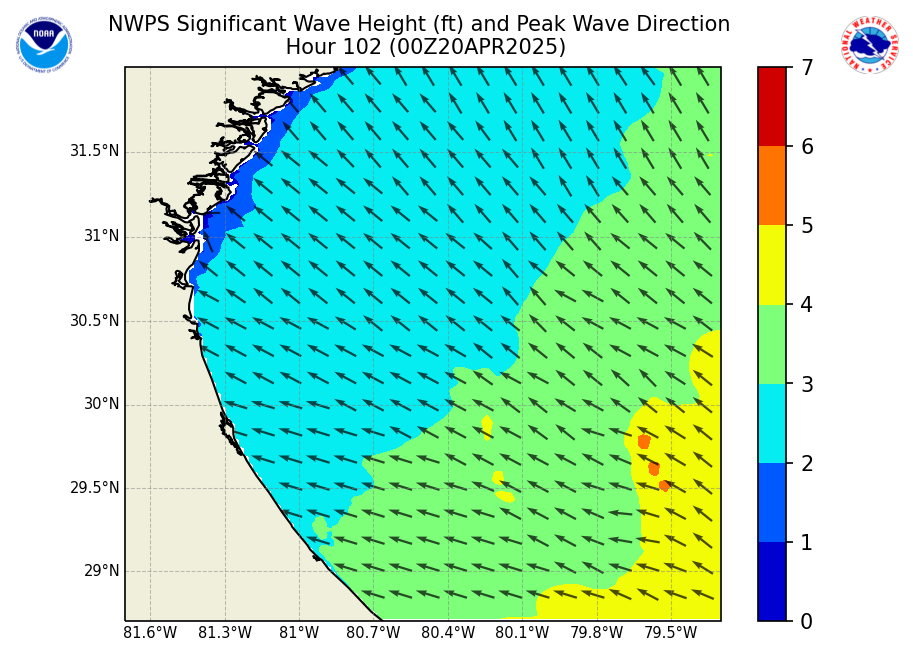 NWPS Significant Wave Height (ft) and Peak Wave Direction
Hour 102 (00Z20APR2025)
NOAA
NATIONAL WEATHER SERVICE
7
6
5
4
3
2
1
0
31.5°N
31°N
30.5°N
30°N
29.5°N
29°N
81.6°W 81.3°W 81°W 80.7°W 80.4°W 80.1°W 79.8°W 79.5°W